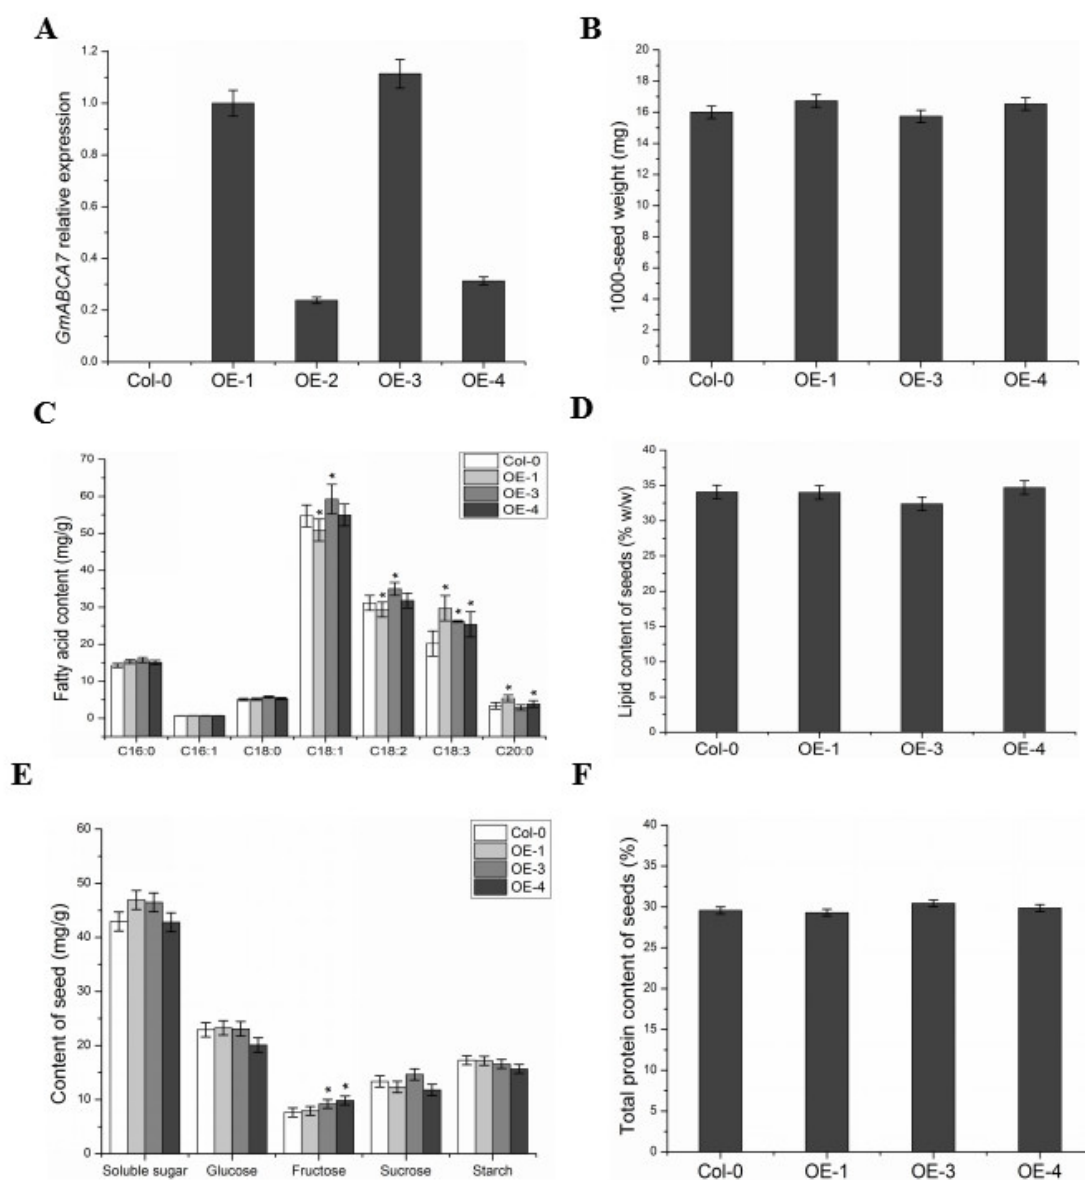 A
GmABCA7 relative expression
1.2
1.0
0.8
0.6
0.4
0.2
0.0
Col-0 OE-1 OE-2 OE-3 OE-4
B
1000-seed weight (mg)
20
18
16
14
12
10
8
6
4
2
0
Col-0 OE-1 OE-3 OE-4
C
Fatty acid content (mg/g)
70
60
50
40
30
20
10
0
Col-0
OE-1
OE-3
OE-4
* *
* *
* * *
* *
C16:0 C16:1 C18:0 C18:1 C18:2 C18:3 C20:0
D
Lipid content of seeds (% w/w)
40
35
30
25
20
15
10
5
0
Col-0 OE-1 OE-3 OE-4
E
Content of seed (mg/g)
60
50
40
30
20
10
0
Col-0
OE-1
OE-3
OE-4
* *
Soluble sugar Glucose Fructose Sucrose Starch
F
Total protein content of seeds (%)
40
35
30
25
20
15
10
5
0
Col-0 OE-1 OE-3 OE-4